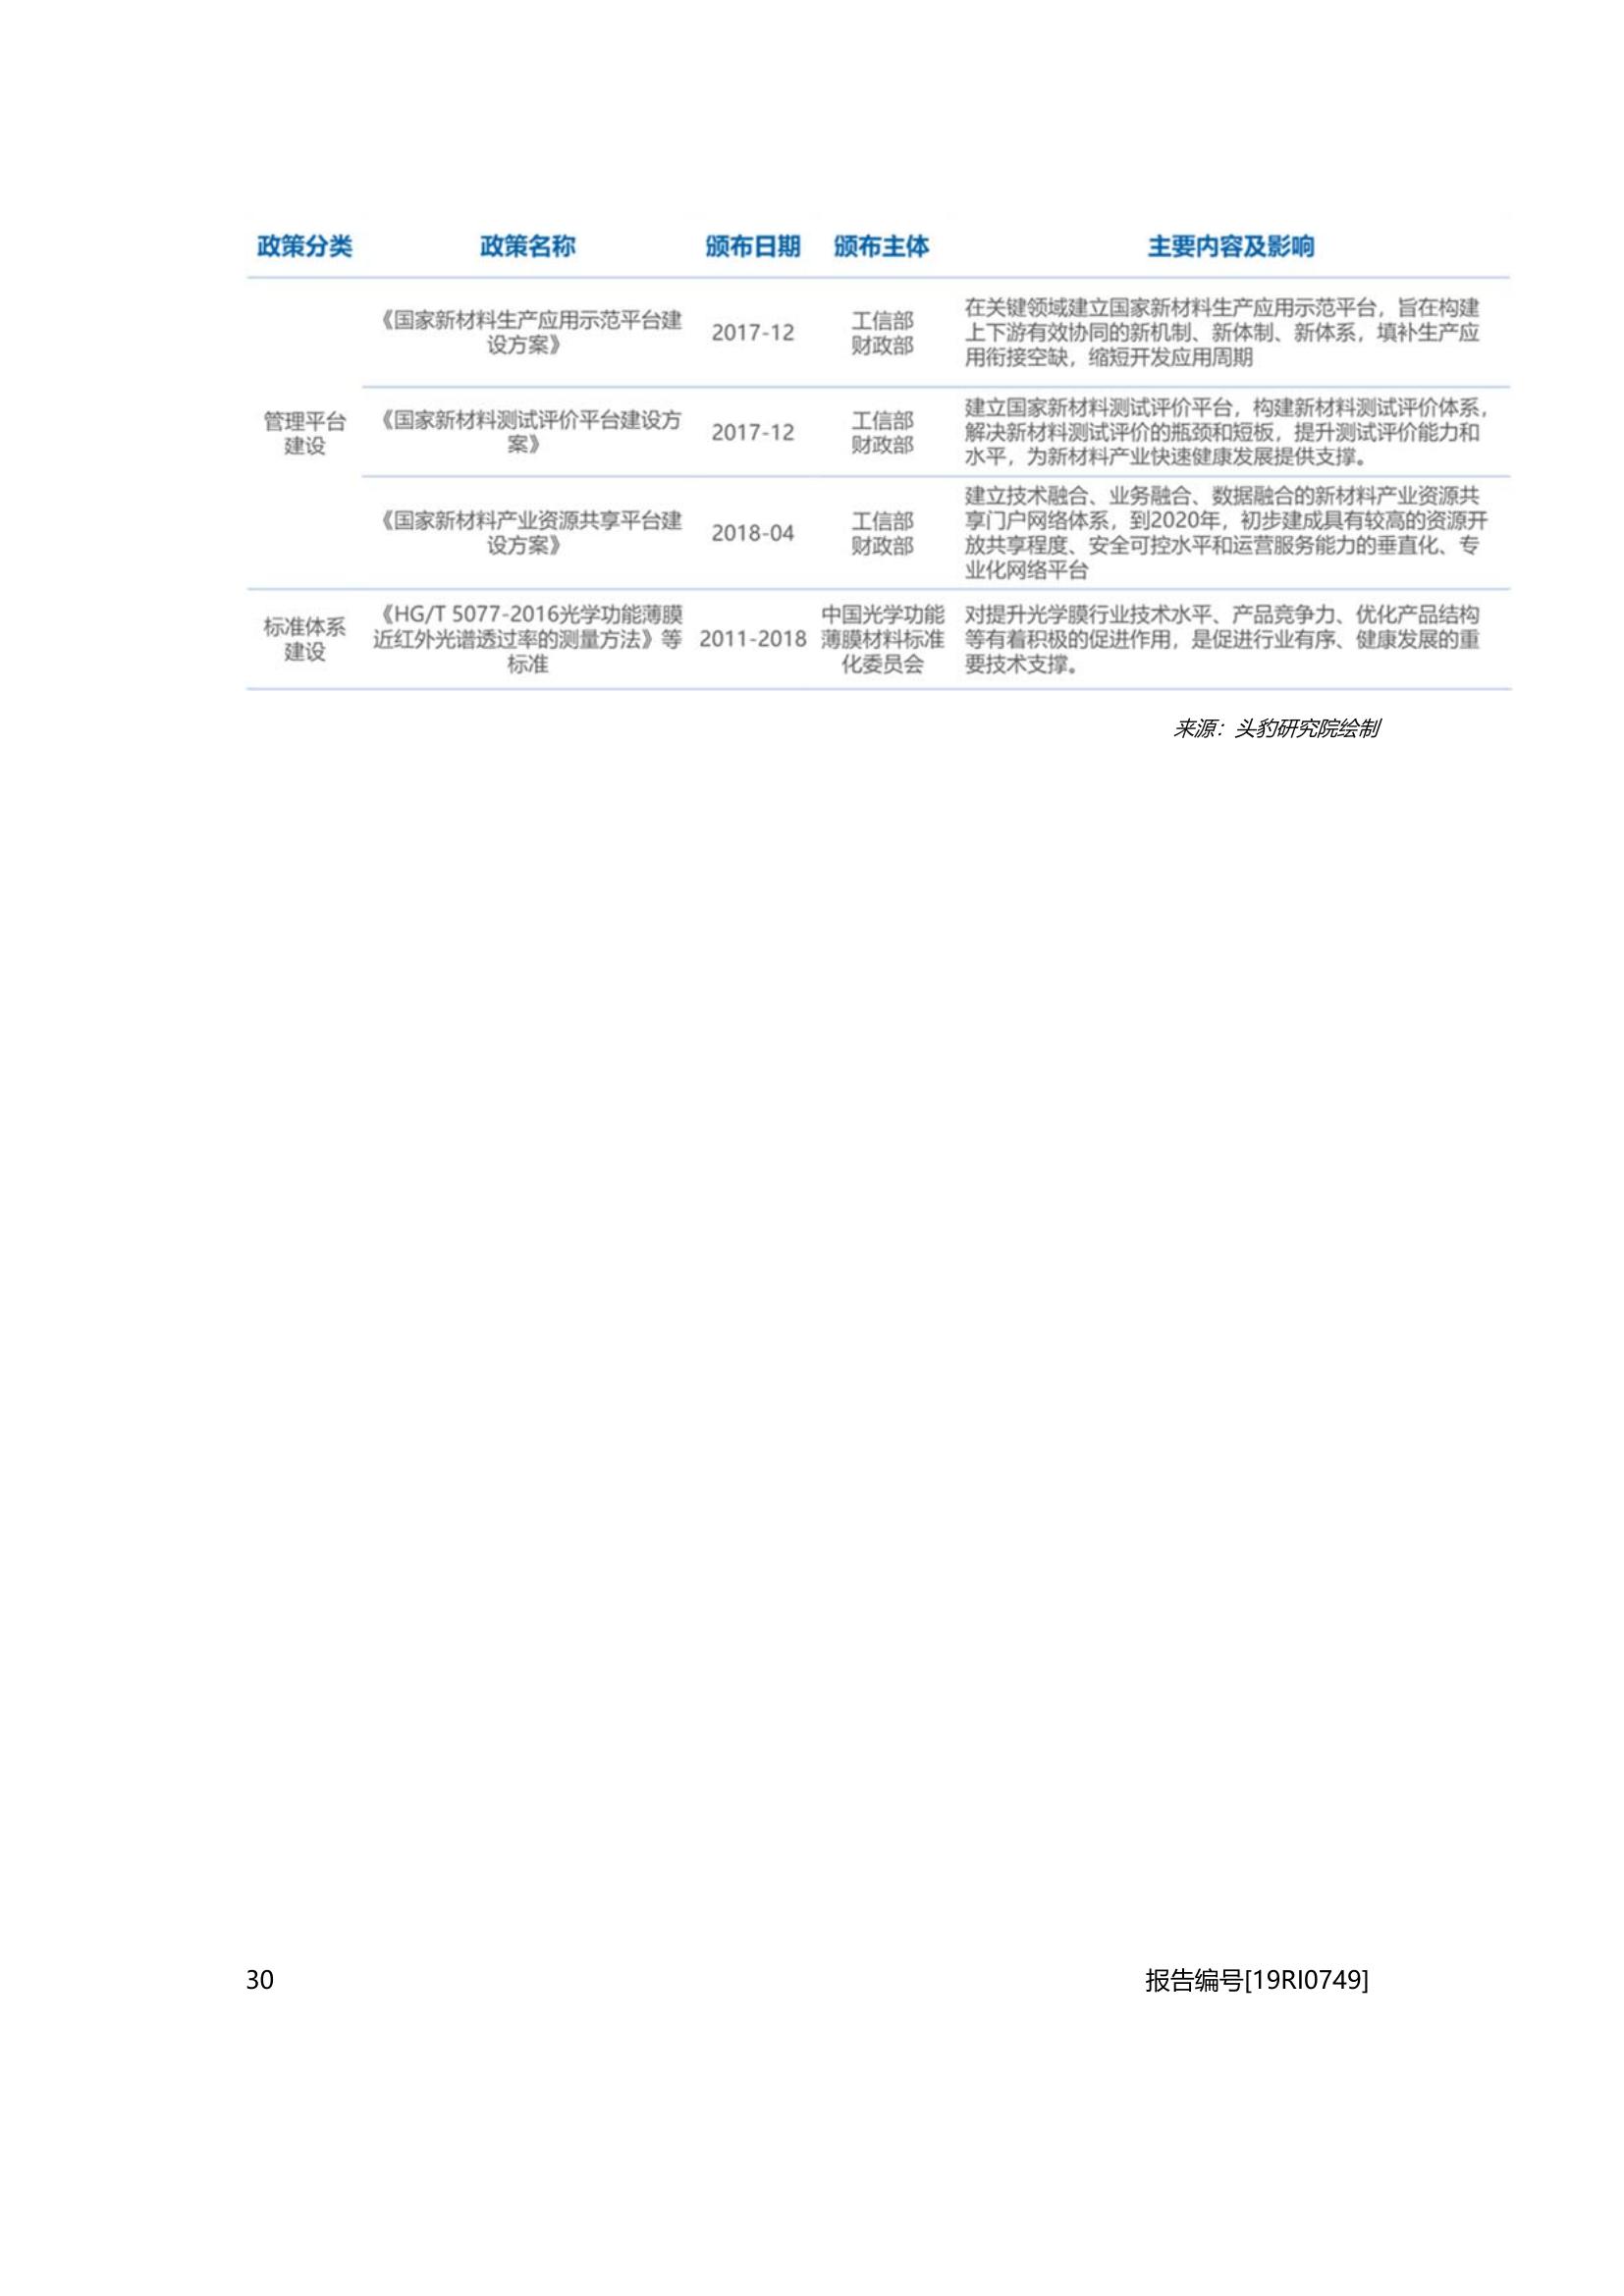 政策分类 政策名称 颁布日期 颁布主体 主要内容及影响
管理平台
建设
《国家新材料生产应用示范平台建
设方案》
2017-12
工信部
财政部
在关键领域建立国家新材料生产应用示范平台，旨在构建
上下游有效协同的新机制、新体制、新体系，填补生产应
用衔接空缺，缩短开发应用周期
《国家新材料测试评价平台建设方
案》
2017-12
工信部
财政部
建立国家新材料测试评价平台，构建新材料测试评价体系，
解决新材料测试评价的瓶颈和短板，提升测试评价能力和
水平，为新材料产业快速健康发展提供支撑。
《国家新材料产业资源共享平台建
设方案》
2018-04
工信部
财政部
建立技术融合、业务融合、数据融合的新材料产业资源共
享门户网络体系，到2020年，初步建成具有较高的资源开
放共享程度、安全可控水平和运营服务能力的垂直化、专
业化网络平台
标准体系
建设
《HG/T 5077-2016光学功能薄膜
近红外光谱透过率的测量方法》等
标准
2011-2018
中国光学功能
薄膜材料标准
化委员会
对提升光学膜行业技术水平、产品竞争力、优化产品结构
等有着积极的促进作用，是促进行业有序、健康发展的重
要技术支撑。
来源：头豹研究院绘制
30 报告编号[19RI0749]